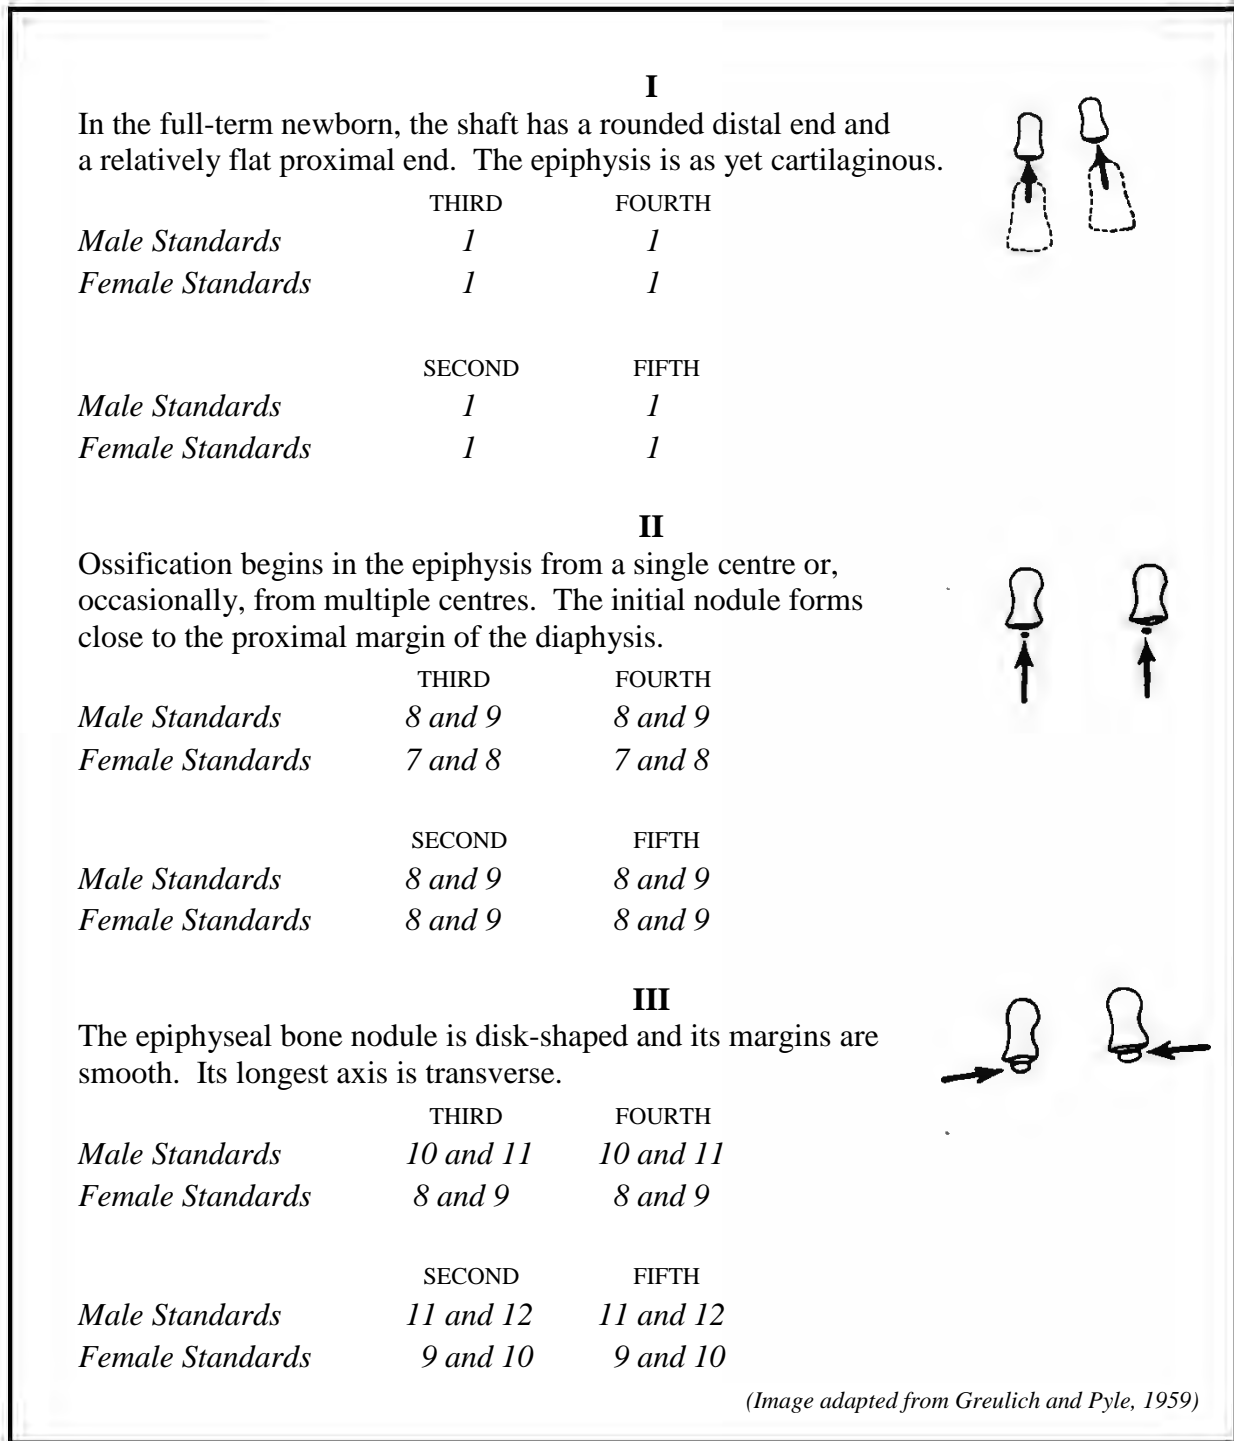 I
In the full-term newborn, the shaft has a rounded distal end and
a relatively flat proximal end. The epiphysis is as yet cartilaginous.
THIRD FOURTH
Male Standards 1 1
Female Standards 1 1
SECOND FIFTH
Male Standards 1 1
Female Standards 1 1
II
Ossification begins in the epiphysis from a single centre or,
occasionally, from multiple centres. The initial nodule forms
close to the proximal margin of the diaphysis.
THIRD FOURTH
Male Standards 8 and 9 8 and 9
Female Standards 7 and 8 7 and 8
SECOND FIFTH
Male Standards 8 and 9 8 and 9
Female Standards 8 and 9 8 and 9
III
The epiphyseal bone nodule is disk-shaped and its margins are
smooth. Its longest axis is transverse.
THIRD FOURTH
Male Standards 10 and 11 10 and 11
Female Standards 8 and 9 8 and 9
SECOND FIFTH
Male Standards 11 and 12 11 and 12
Female Standards 9 and 10 9 and 10
(Image adapted from Greulich and Pyle, 1959)